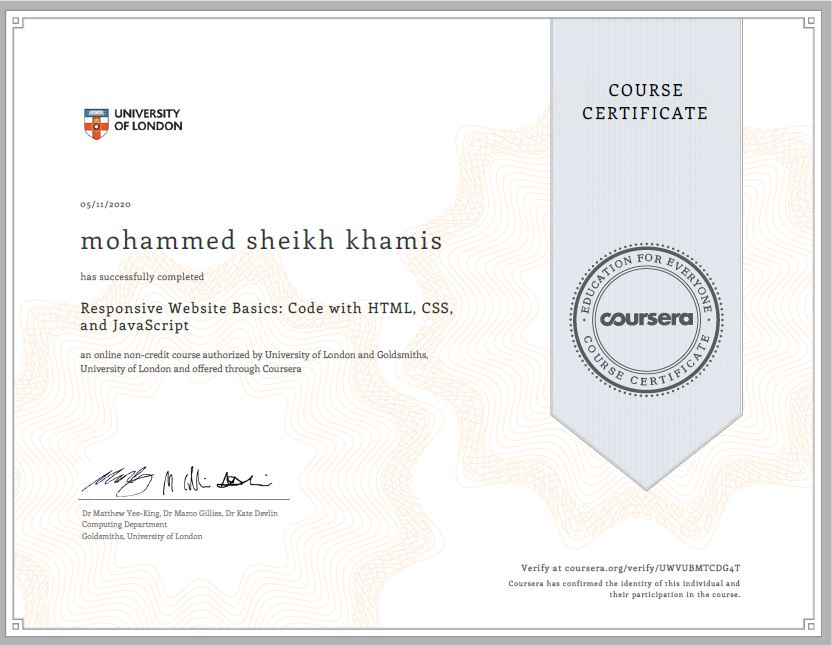 UNIVERSITY
OF LONDON
COURSE
CERTIFICATE
05/11/2020
mohammed sheikh khamis
has successfully completed
Responsive Website Basics: Code with HTML, CSS,
and JavaScript
an online non-credit course authorized by University of London and Goldsmiths,
University of London and offered through Coursera
EDUCATION FOR EVERYONE
coursera
COURSE CERTIFICATE
Dr Matthew Yee-King, Dr Marco Gillies, Dr Kate Devlin
Computing Department
Goldsmiths, University of London
Verify at coursera.org/verify/UWVUBMTCDG4T
Coursera has confirmed the identity of this individual and
their participation in the course.